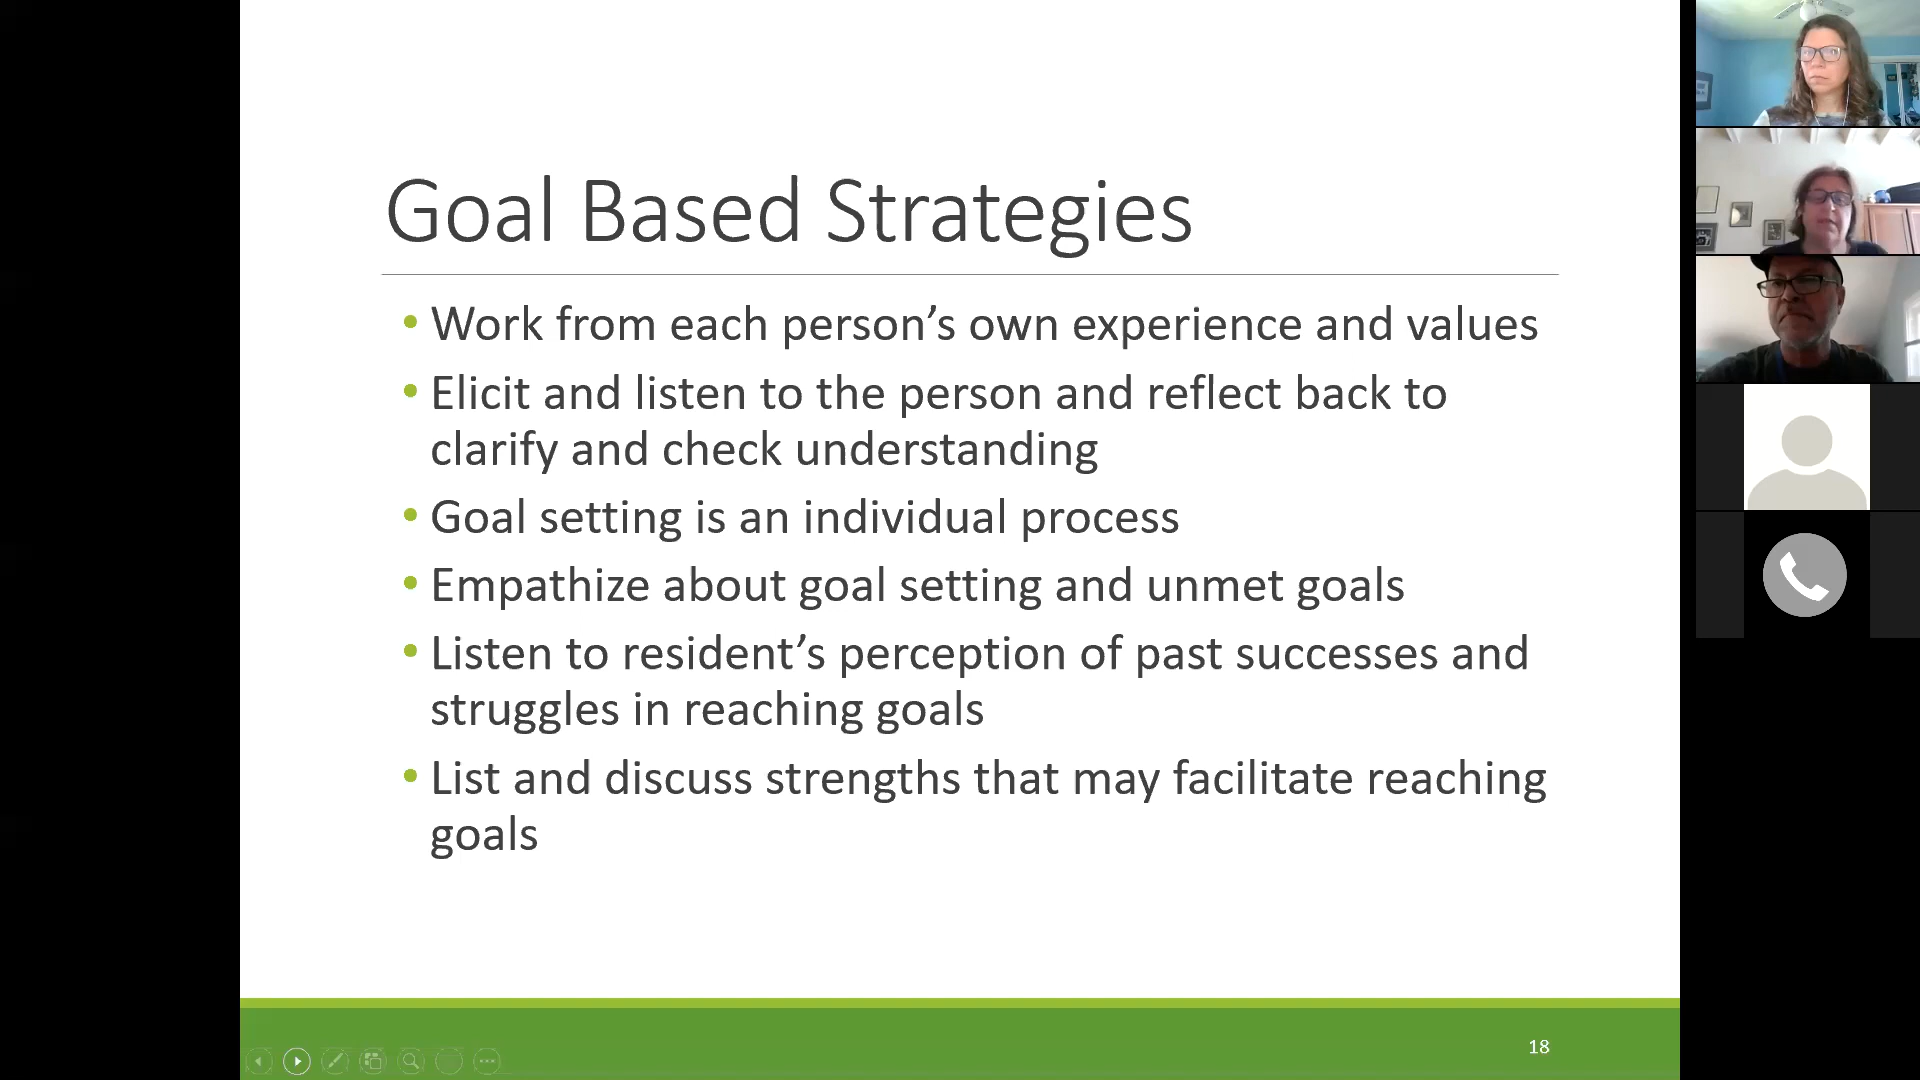 Goal Based Strategies
• Work from each person’s own experience and values
• Elicit and listen to the person and reflect back to
clarify and check understanding
• Goal setting is an individual process
• Empathize about goal setting and unmet goals
• Listen to resident’s perception of past successes and
struggles in reaching goals
• List and discuss strengths that may facilitate reaching
goals
18